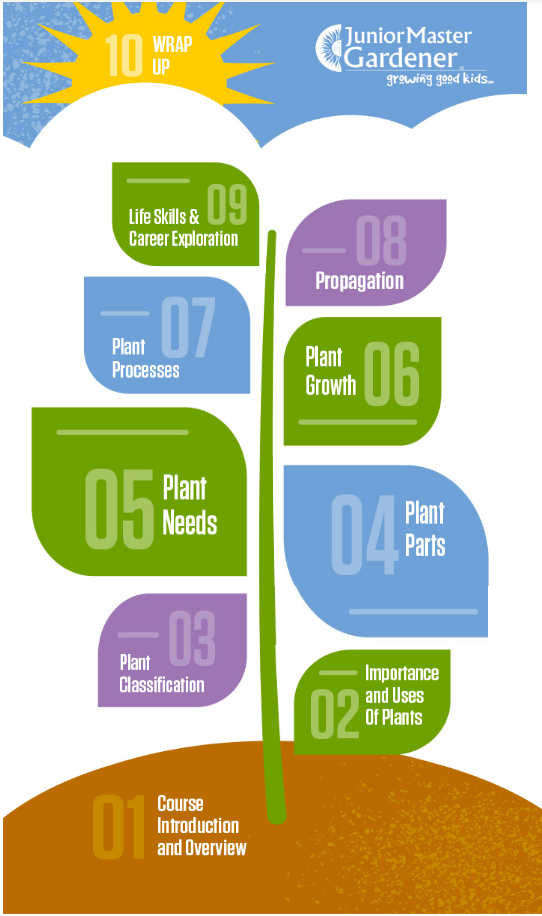 10 WRAP
UP
Junior Master
Gardener®
growing good kids...
09
Life Skills &
Career Exploration
08
Propagation
07
Plant
Processes
Plant
Growth 06
05 Plant
Needs
04 Plant
Parts
03
Plant
Classification
02 Importance
and Uses
Of Plants
01 Course
Introduction
and Overview